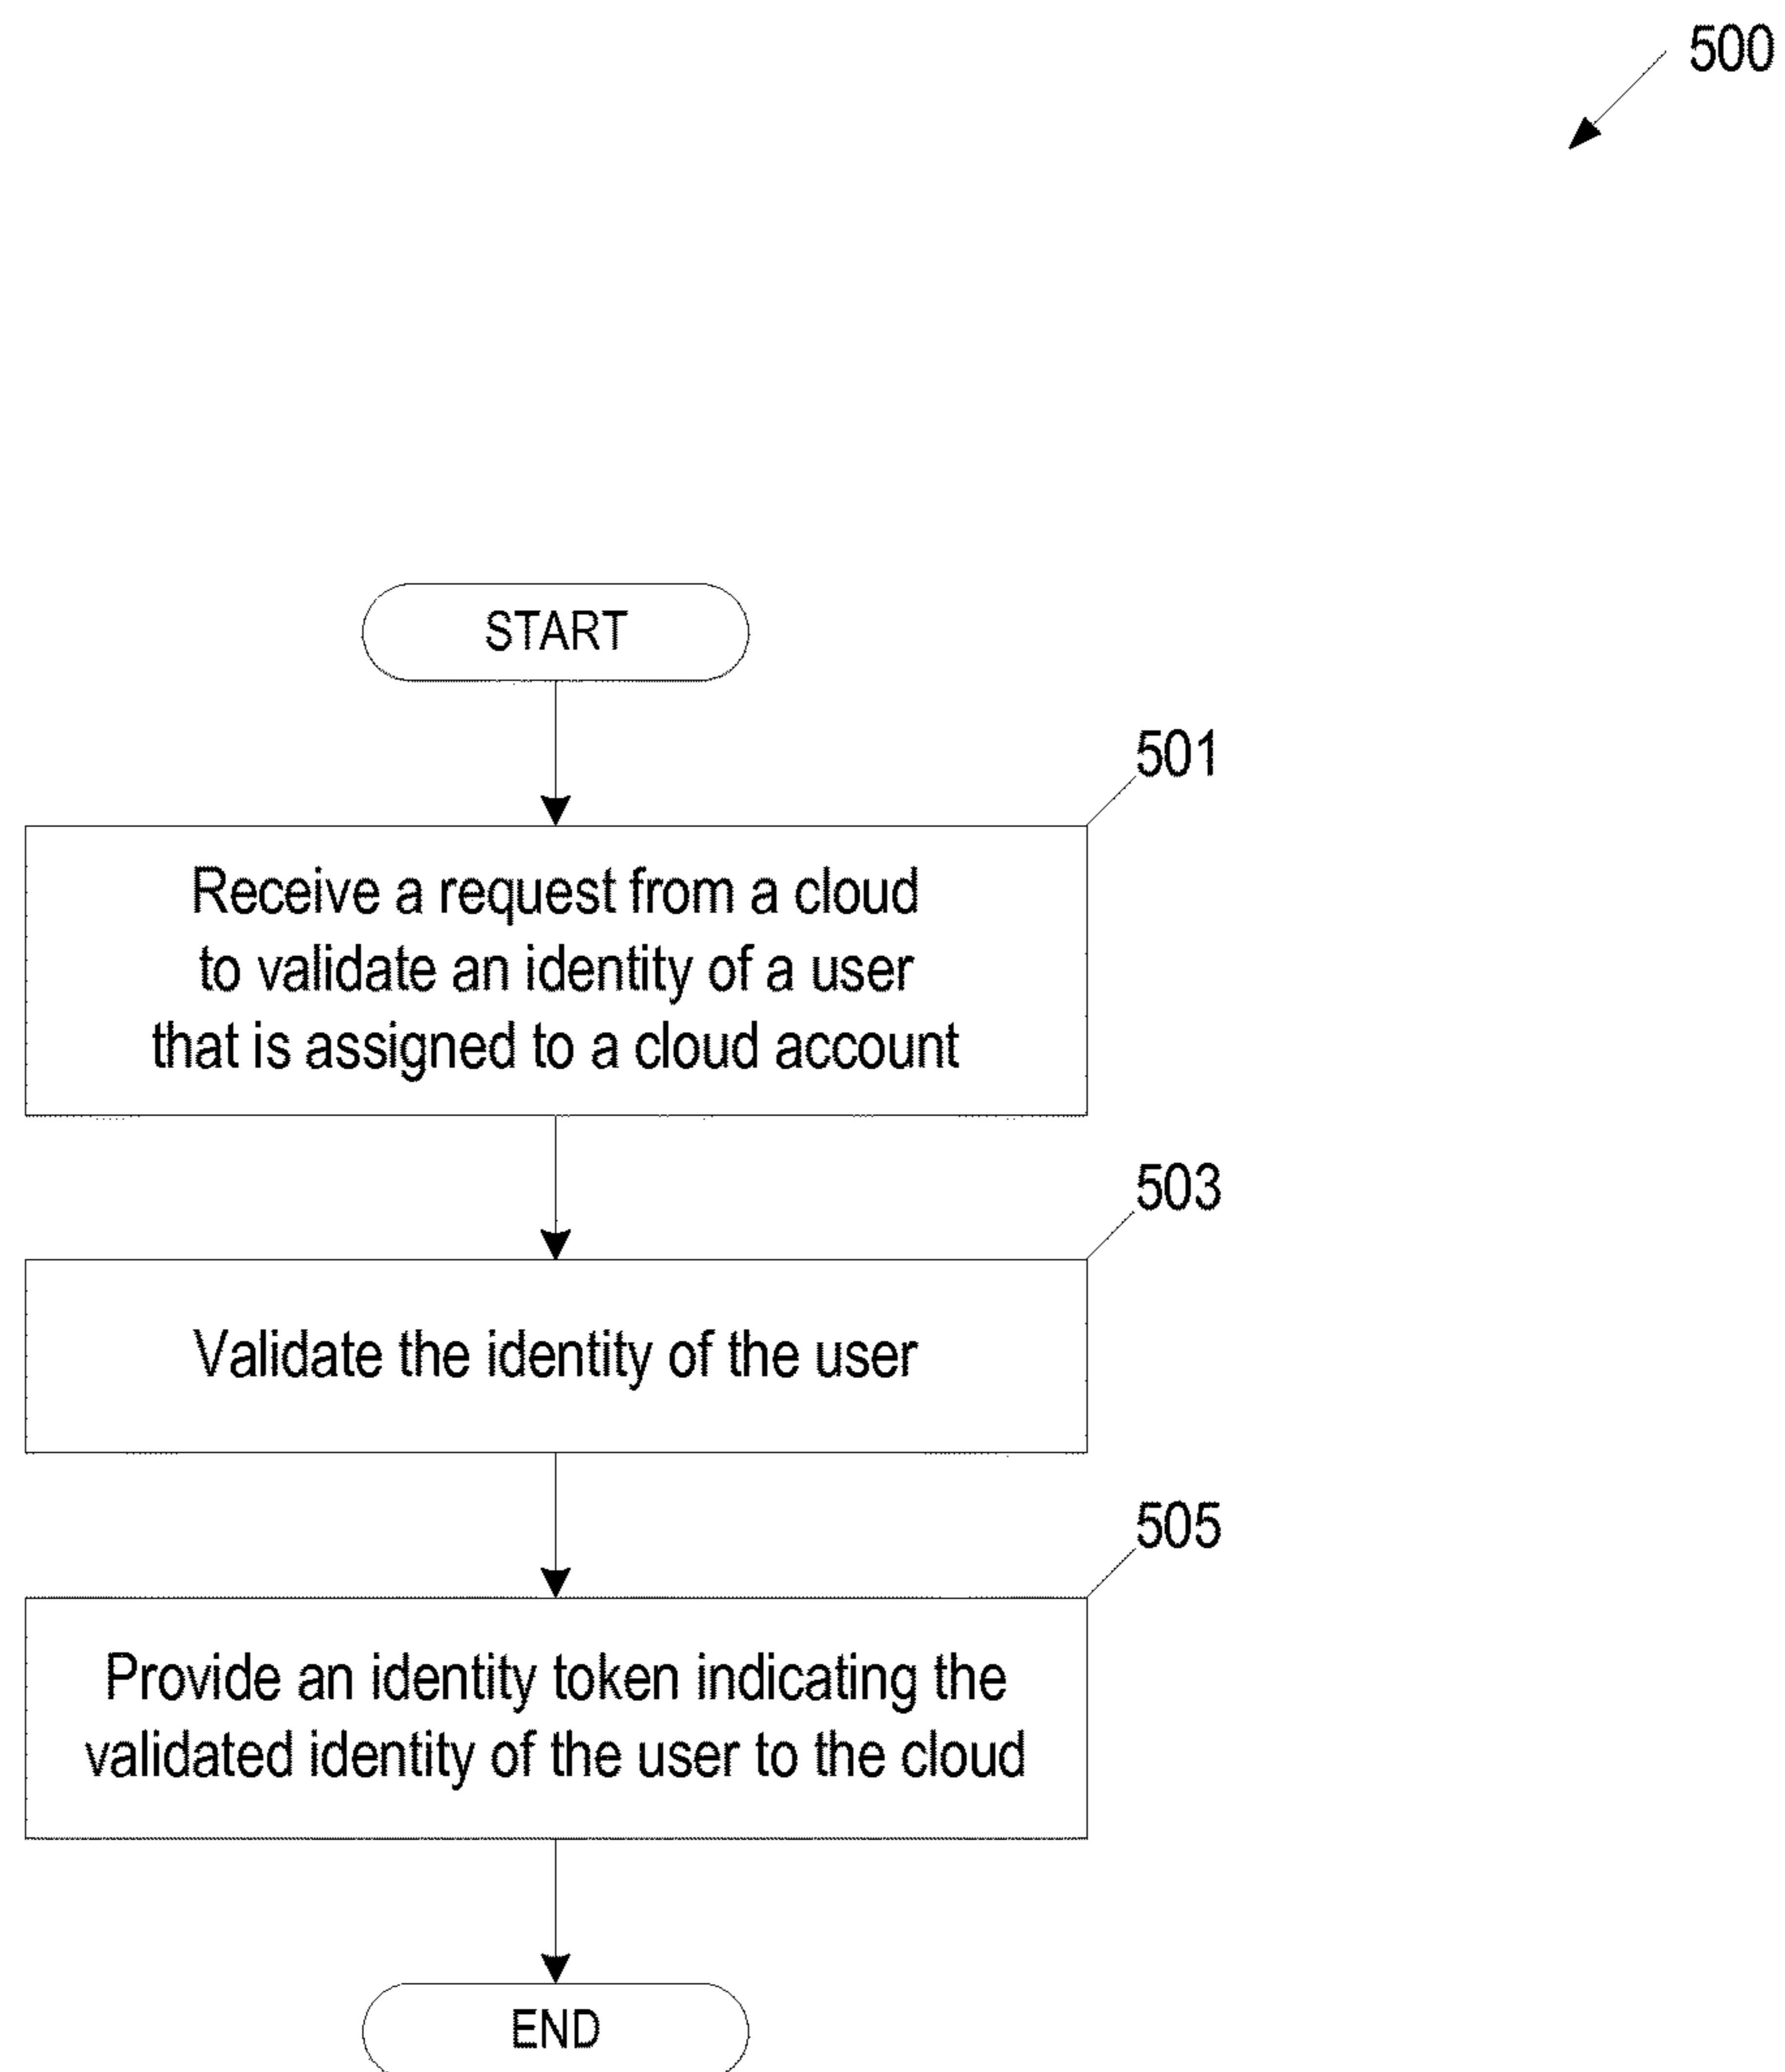 500
START
501
Receive a request from a cloud
to validate an identity of a user
that is assigned to a cloud account
503
Validate the identity of the user
505
Provide an identity token indicating the
validated identity of the user to the cloud
END